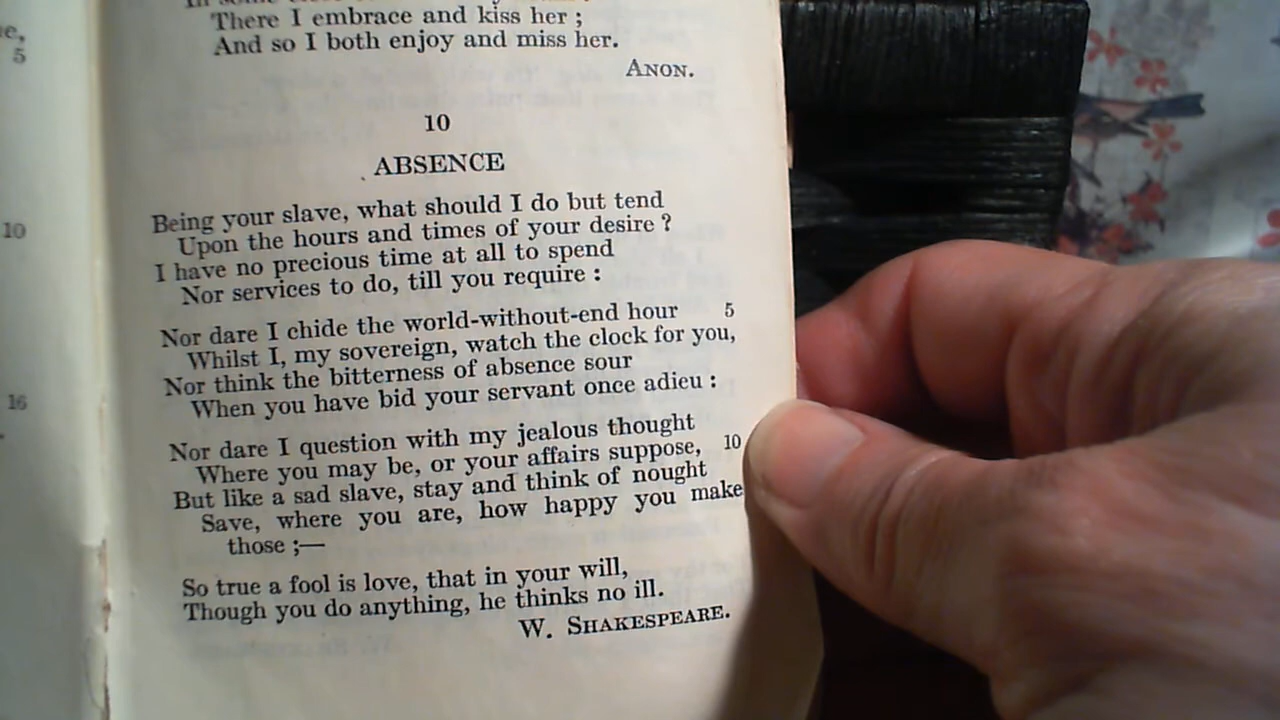 e,
5
10
16
There I embrace and kiss her ;
And so I both enjoy and miss her.
ANON.
10
ABSENCE
Being your slave, what should I do but tend
Upon the hours and times of your desire ?
I have no precious time at all to spend
Nor services to do, till you require :
Nor dare I chide the world-without-end hour 5
Whilst I, my sovereign, watch the clock for you,
Nor think the bitterness of absence sour
When you have bid your servant once adieu :
Nor dare I question with my jealous thought
Where you may be, or your affairs suppose, 10
But like a sad slave, stay and think of nought
Save, where you are, how happy you make
those ;—
So true a fool is love, that in your will,
Though you do anything, he thinks no ill.
W. SHAKESPEARE.